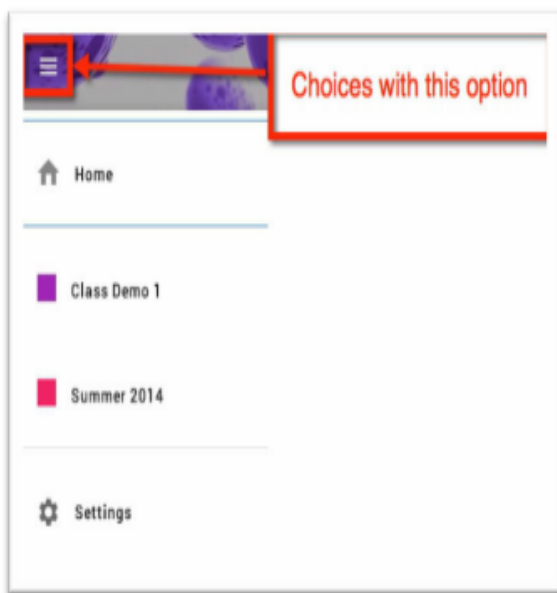 Choices with this option
Home
Class Demo 1
Summer 2014
Settings